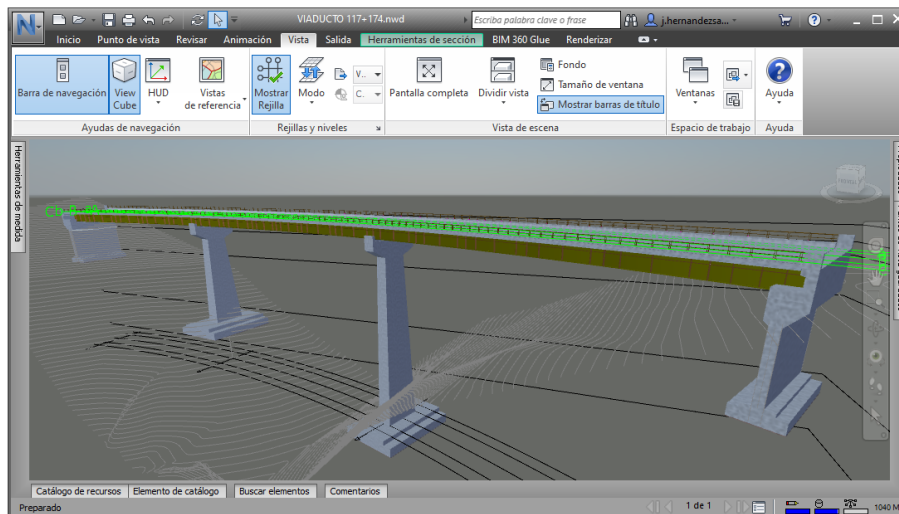 VIADUCTO 117+174.nwd
Escriba palabra clave o frase
j.hernandezsa...
Inicio Punto de vista Revisar Animación Vista Salida Herramientas de sección BIM 360 Glue Renderizar
Barra de navegación
View Cube
HUD
Vistas de referencia
Mostrar Rejilla
Modo
V..
C..
Pantalla completa
Dividir vista
Fondo
Tamaño de ventana
Mostrar barras de título
Ventanas
Ayuda
Ayudas de navegación
Rejillas y niveles
Vista de escena
Espacio de trabajo
Ayuda
Herramientas de medida
Catálogo de recursos Elemento de catálogo Buscar elementos Comentarios
Preparado
1 de 1
1040 M